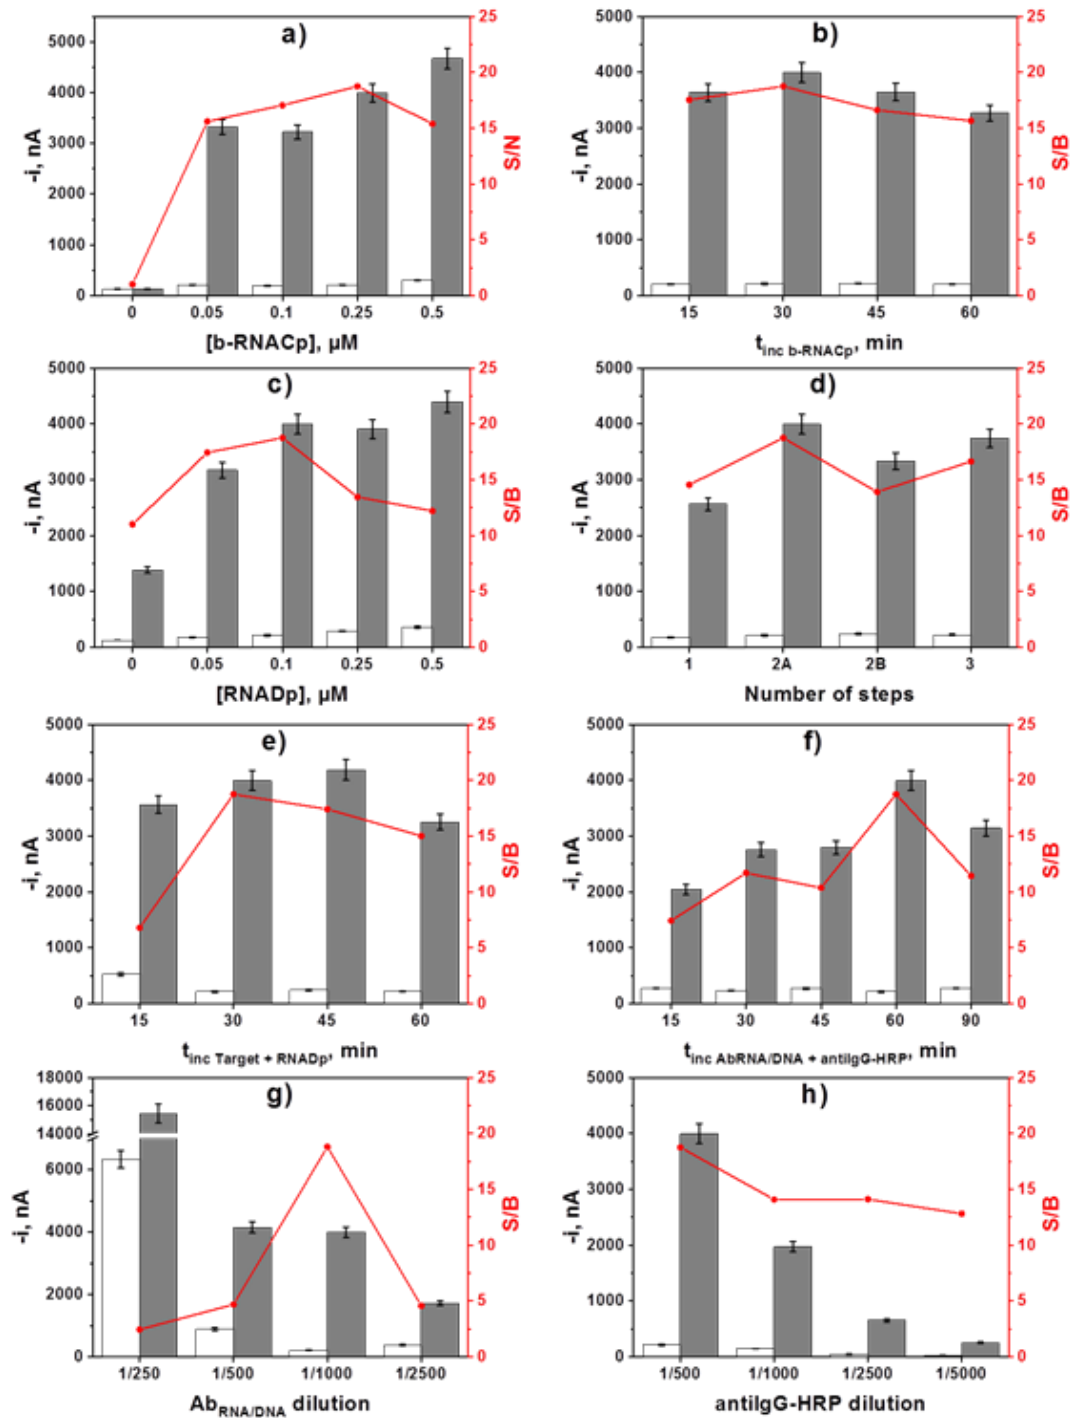 a)
-i, nA
5000
4000
3000
2000
1000
0
25
20
15
10
5
0
S/N
0 0.05 0.1 0.25 0.5
[b-RNACp], µM
b)
-i, nA
5000
4000
3000
2000
1000
0
25
20
15
10
5
0
S/B
15 30 45 60
t inc b-RNACp, min
c)
-i, nA
5000
4000
3000
2000
1000
0
25
20
15
10
5
0
S/B
0 0.05 0.1 0.25 0.5
[RNADp], µM
d)
-i, nA
5000
4000
3000
2000
1000
0
25
20
15
10
5
0
S/B
1 2A 2B 3
Number of steps
e)
-i, nA
5000
4000
3000
2000
1000
0
25
20
15
10
5
0
S/B
15 30 45 60
t inc Target + RNADp, min
f)
-i, nA
5000
4000
3000
2000
1000
0
25
20
15
10
5
0
S/B
15 30 45 60 90
t inc AbRNA/DNA + antiIgG-HRP, min
g)
-i, nA
18000
16000
14000
6000
4000
2000
0
25
20
15
10
5
0
S/B
1/250 1/500 1/1000 1/2500
AbRNA/DNA dilution
h)
-i, nA
5000
4000
3000
2000
1000
0
25
20
15
10
5
0
S/B
1/500 1/1000 1/2500 1/5000
antiIgG-HRP dilution